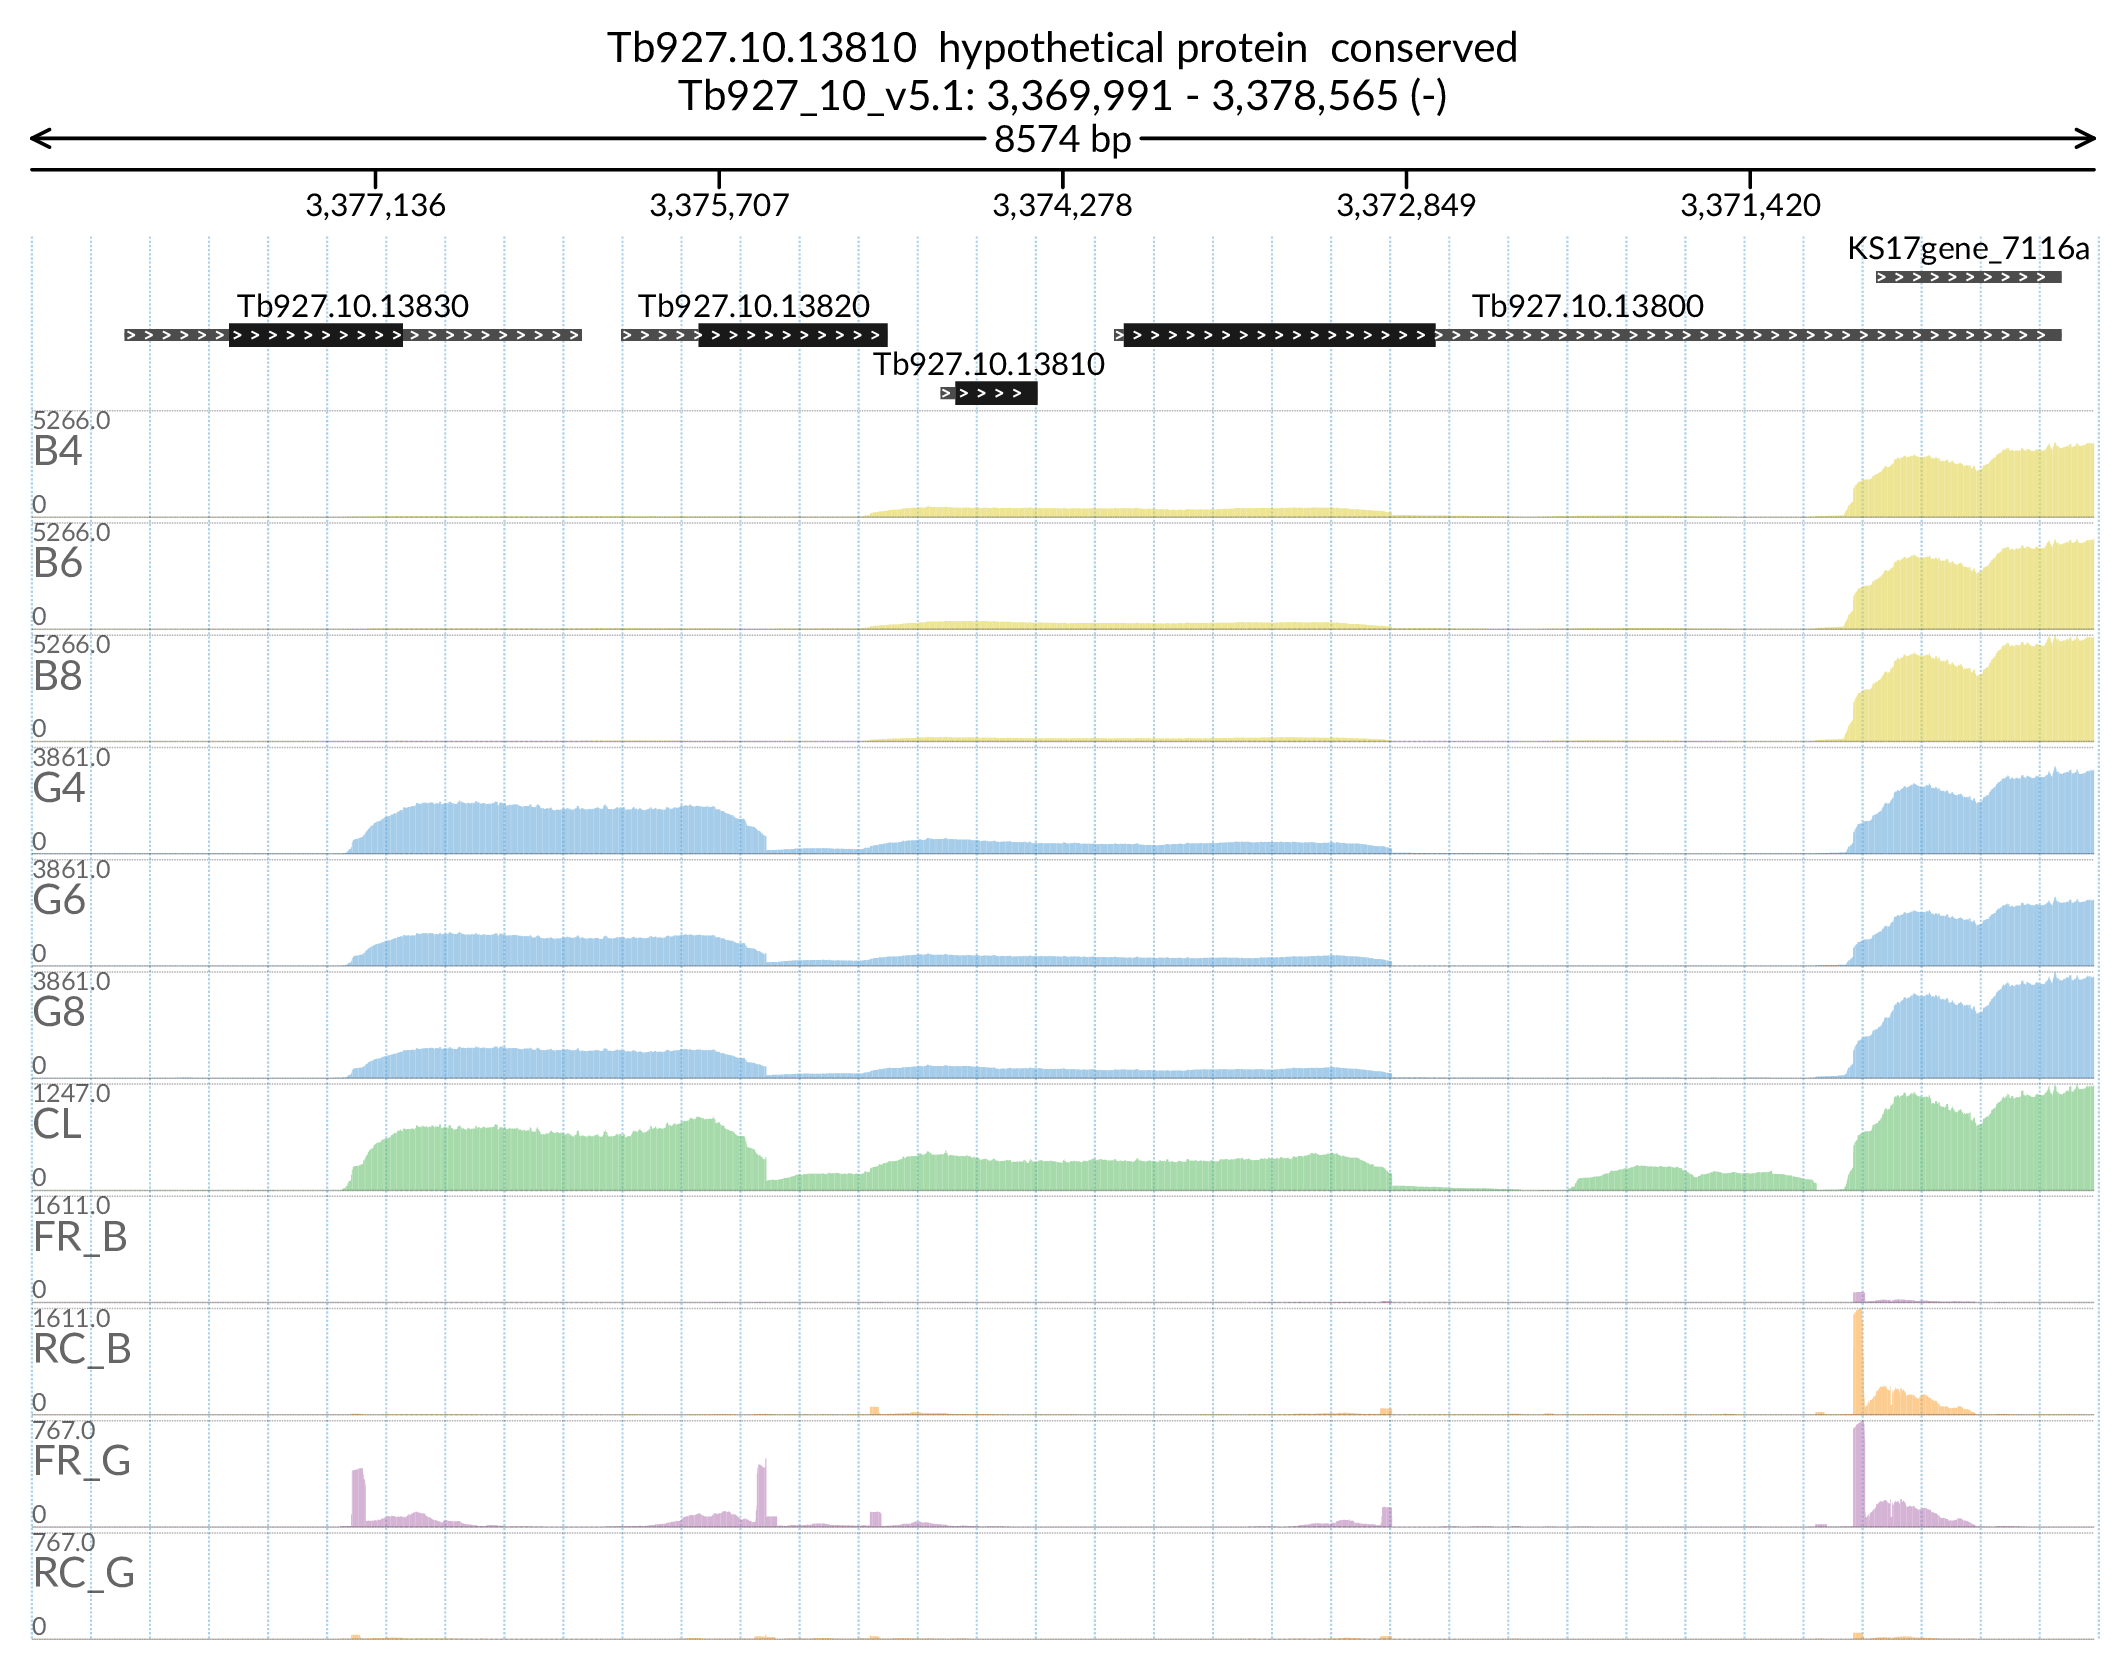 Tb927.10.13810  hypothetical protein  conserved
Tb927_10_v5.1: 3,369,991 - 3,378,565 (-)
8574 bp
3,377,136 3,375,707 3,374,278 3,372,849 3,371,420
KS17gene_7116a
Tb927.10.13830 Tb927.10.13820 Tb927.10.13800
Tb927.10.13810
5266.0
B4
0
5266.0
B6
0
5266.0
B8
0
3861.0
G4
0
3861.0
G6
0
3861.0
G8
0
1247.0
CL
0
1611.0
FR_B
0
1611.0
RC_B
0
767.0
FR_G
0
767.0
RC_G
0